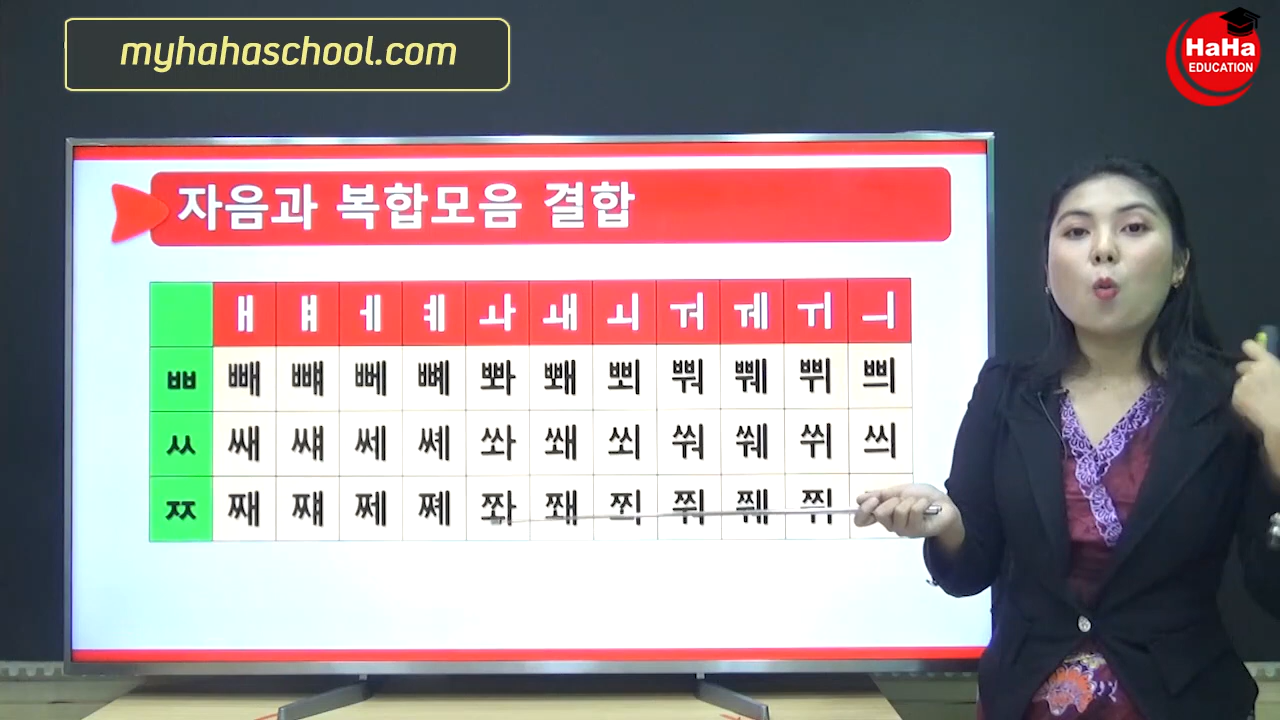 myhahaschool.com
HaHa
EDUCATION
자음과 복합모음 결합
ㅐ ㅒ ㅔ ㅖ ㅘ ㅙ ㅚ ㅝ ㅞ ㅟ ㅢ
ㅃ 빼 뺴 뻬 뼤 뽜 뽸 뾔 뿨 쀄 쀠 쁴
ㅆ 쌔 썌 쎄 쎼 쏴 쐐 쐬 쒀 쒜 쒸 씌
ㅉ 째 쨰 쩨 쪠 쫘 쫴 쬐 쭤 쮀 쮜